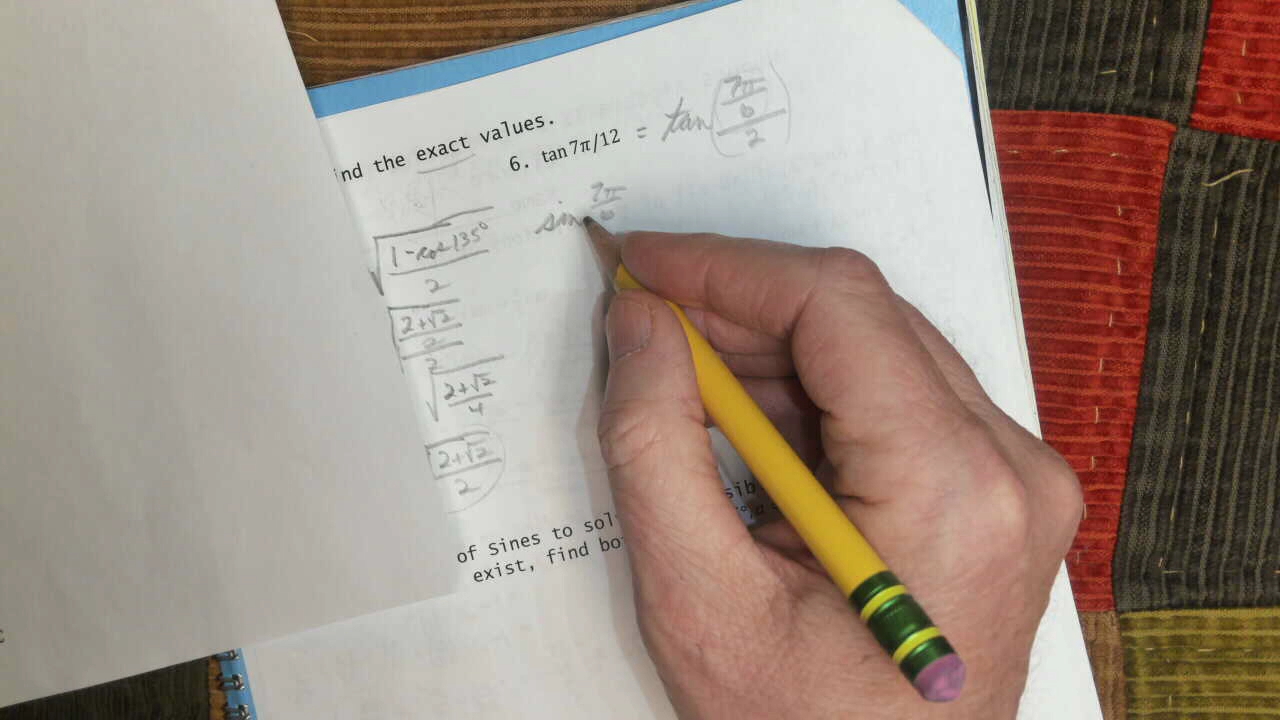 ind the exact values.
6. tan 7π/12 = tan(7π/6/2)
sin 7π/6
√1-cos 135°/2
2+√2/2/2
√2+√2/4
√2+√2/2
of sines to sol
exist, find bo